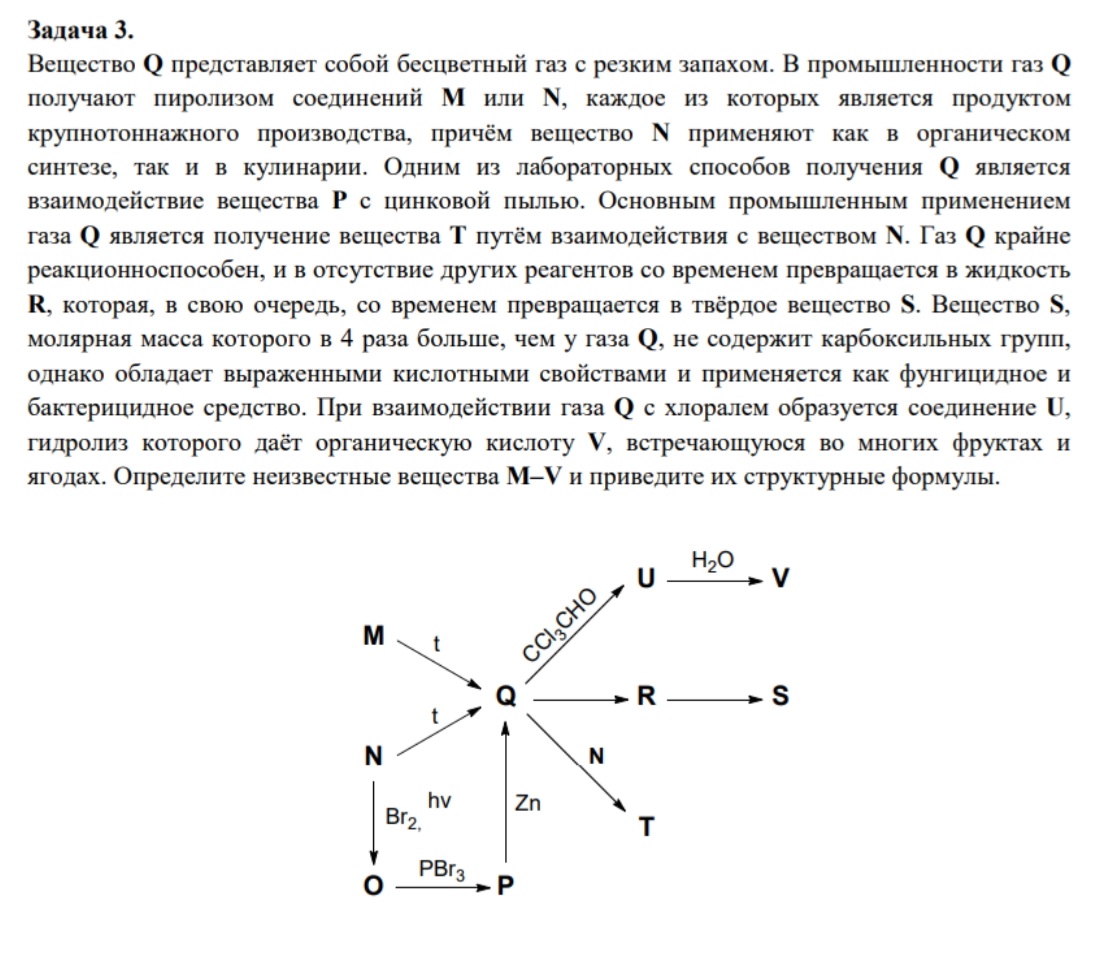 Задача 3.
Вещество Q представляет собой бесцветный газ с резким запахом. В промышленности газ Q
получают пиролизом соединений M или N, каждое из которых является продуктом
крупнотоннажного производства, причём вещество N применяют как в органическом
синтезе, так и в кулинарии. Одним из лабораторных способов получения Q является
взаимодействие вещества P с цинковой пылью. Основным промышленным применением
газа Q является получение вещества T путём взаимодействия с веществом N. Газ Q крайне
реакционноспособен, и в отсутствие других реагентов со временем превращается в жидкость
R, которая, в свою очередь, со временем превращается в твёрдое вещество S. Вещество S,
молярная масса которого в 4 раза больше, чем у газа Q, не содержит карбоксильных групп,
однако обладает выраженными кислотными свойствами и применяется как фунгицидное и
бактерицидное средство. При взаимодействии газа Q с хлоралем образуется соединение U,
гидролиз которого даёт органическую кислоту V, встречающуюся во многих фруктах и
ягодах. Определите неизвестные вещества M–V и приведите их структурные формулы.
U H2O V
CCl3CHO
M t
Q R S
t
N N
hv
Br2, Zn
T
PBr3
O P